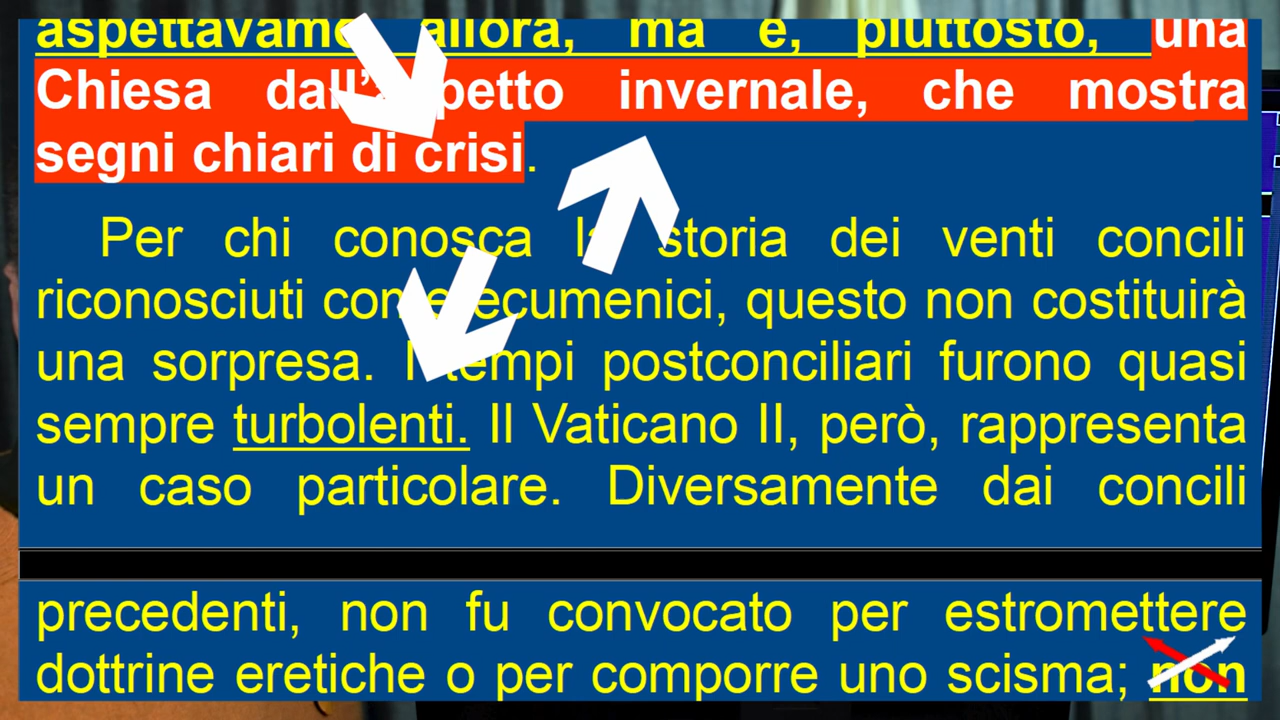 aspettavamo allora, ma è, piuttosto, una
Chiesa dall'aspetto invernale, che mostra
segni chiari di crisi.
Per chi conosca la storia dei venti concili
riconosciuti come ecumenici, questo non costituirà
una sorpresa. I tempi postconciliari furono quasi
sempre turbolenti. Il Vaticano II, però, rappresenta
un caso particolare. Diversamente dai concili
precedenti, non fu convocato per estromettere
dottrine eretiche o per comporre uno scisma; non